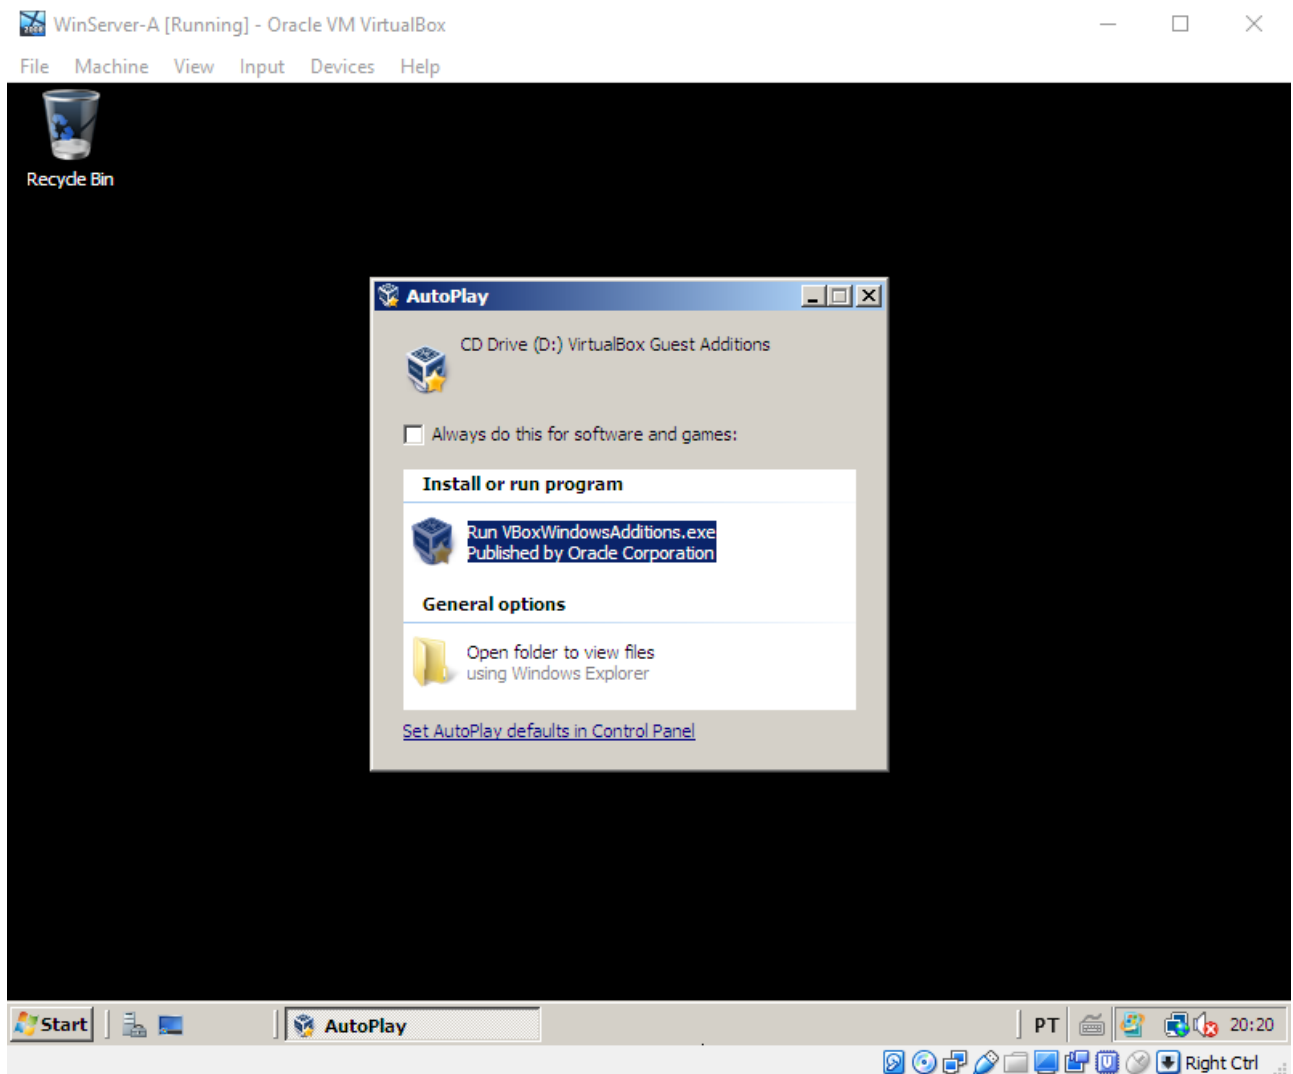 WinServer-A [Running] - Oracle VM VirtualBox
File Machine View Input Devices Help
Recycle Bin
AutoPlay
CD Drive (D:) VirtualBox Guest Additions
Always do this for software and games:
Install or run program
Run VBoxWindowsAdditions.exe
Published by Oracle Corporation
General options
Open folder to view files
using Windows Explorer
Set AutoPlay defaults in Control Panel
Start AutoPlay PT 20:20
Right Ctrl